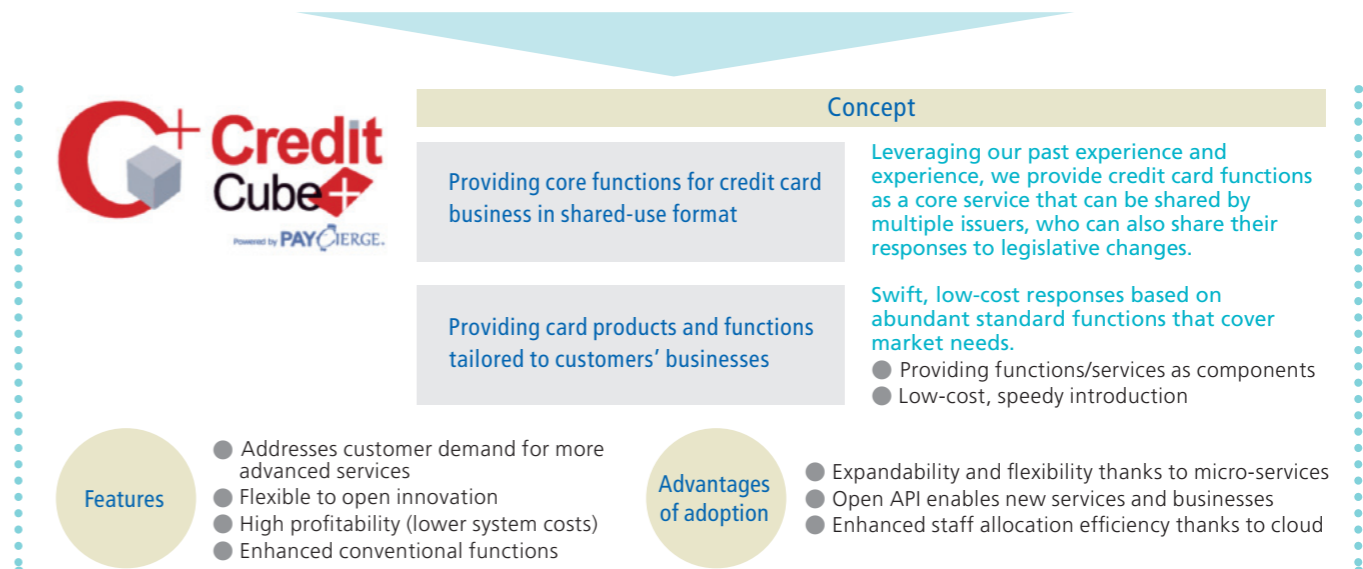 Credit
Cube+
Powered by PAYCIERGE.
Concept
Providing core functions for credit card
business in shared-use format
Leveraging our past experience and
experience, we provide credit card functions
as a core service that can be shared by
multiple issuers, who can also share their
responses to legislative changes.
Providing card products and functions
tailored to customers’ businesses
Swift, low-cost responses based on
abundant standard functions that cover
market needs.
● Providing functions/services as components
● Low-cost, speedy introduction
Features
● Addresses customer demand for more
advanced services
● Flexible to open innovation
● High profitability (lower system costs)
● Enhanced conventional functions
Advantages
of adoption
● Expandability and flexibility thanks to micro-services
● Open API enables new services and businesses
● Enhanced staff allocation efficiency thanks to cloud